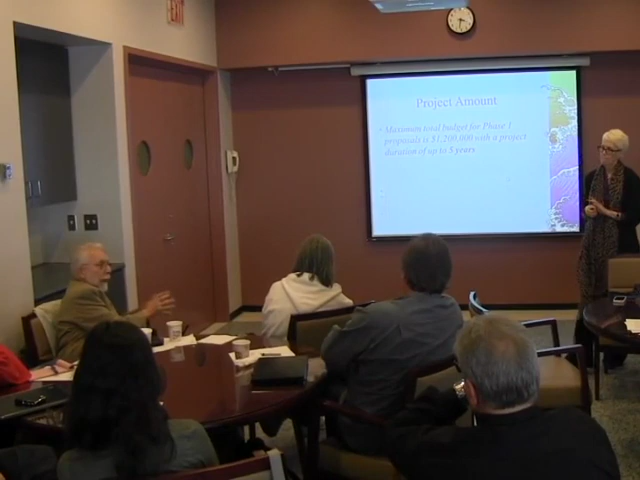 EXIT
Project Amount
Maximum total budget for Phase 1
proposals is $1,200,000 with a project
duration of up to 5 years